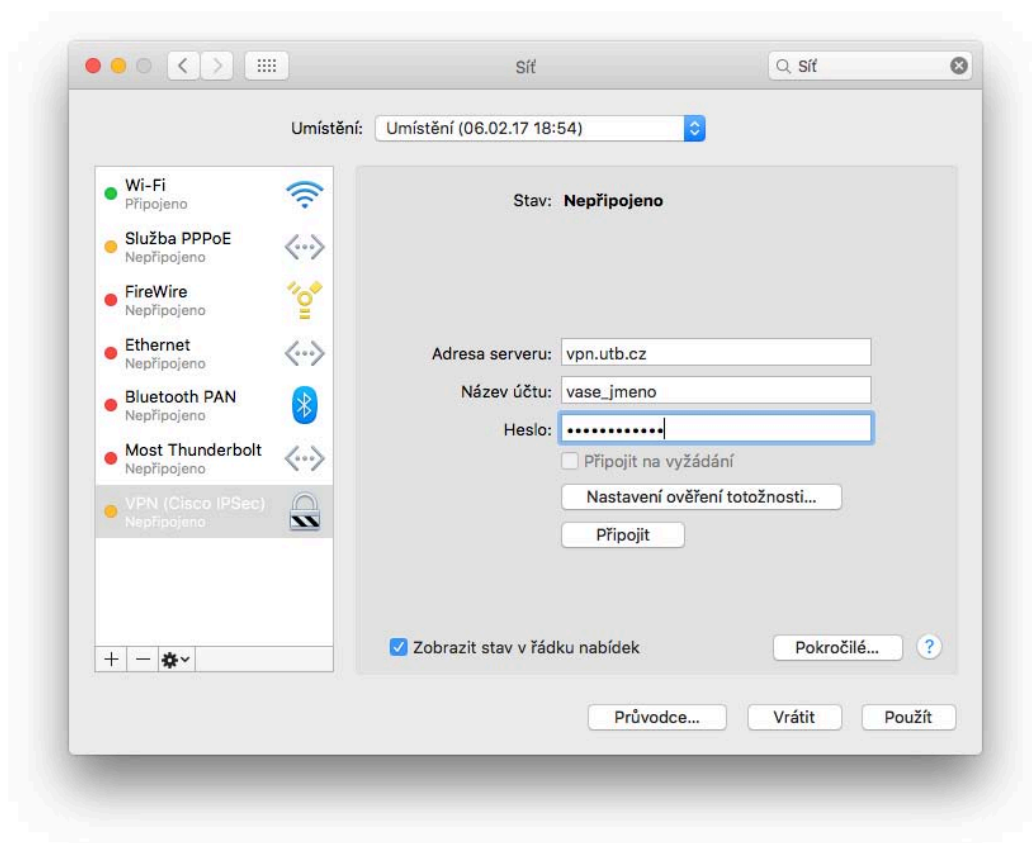 Síť
Síť
Umístění: Umístění (06.02.17 18:54)
Wi-Fi
Připojeno
Služba PPPoE
Nepřipojeno
FireWire
Nepřipojeno
Ethernet
Nepřipojeno
Bluetooth PAN
Nepřipojeno
Most Thunderbolt
Nepřipojeno
VPN (Cisco IPSec)
Nepřipojeno
Stav: Nepřipojeno
Adresa serveru: vpn.utb.cz
Název účtu: vase_jmeno
Heslo: ••••••••••••
Připojit na vyžádání
Nastavení ověření totožnosti...
Připojit
Zobrazit stav v řádku nabídek
Pokročilé...
?
Průvodce...
Vrátit
Použít